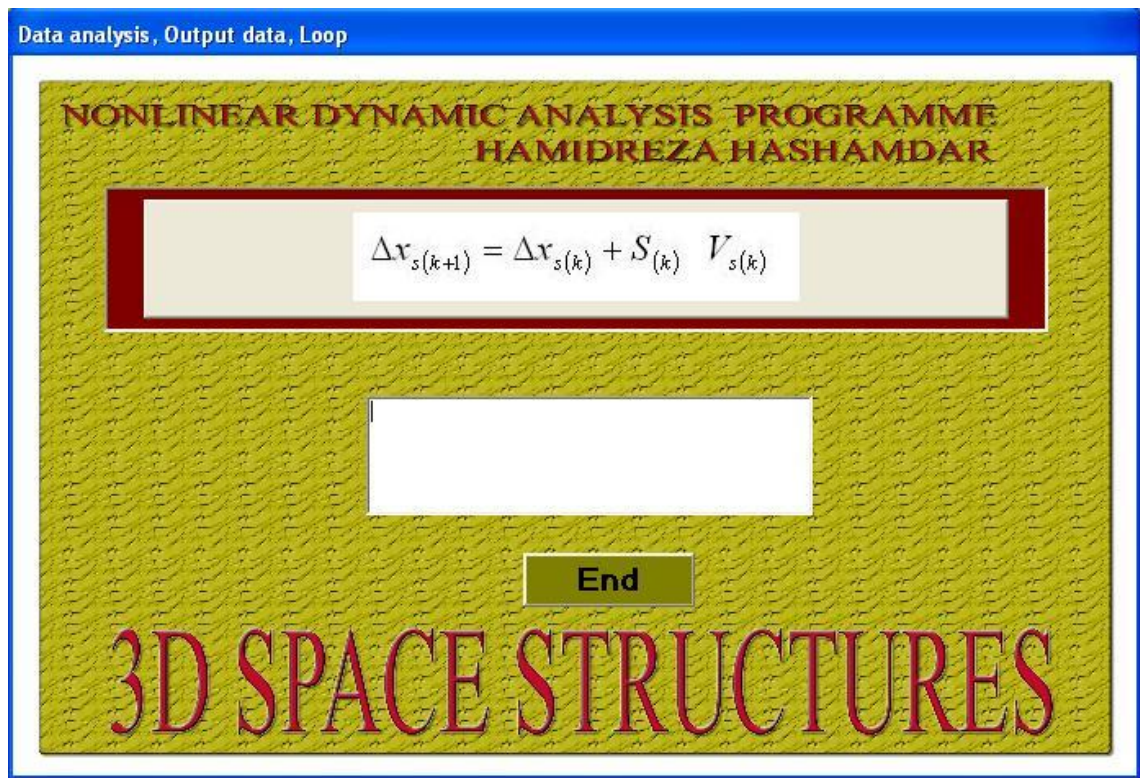 Data analysis, Output data, Loop
NONLINEAR DYNAMIC ANALYSIS PROGRAMME
HAMIDREZA HASHAMDAR
Δx_{s(k+1)} = Δx_{s(k)} + S_{(k)} V_{s(k)}
End
3D SPACE STRUCTURES